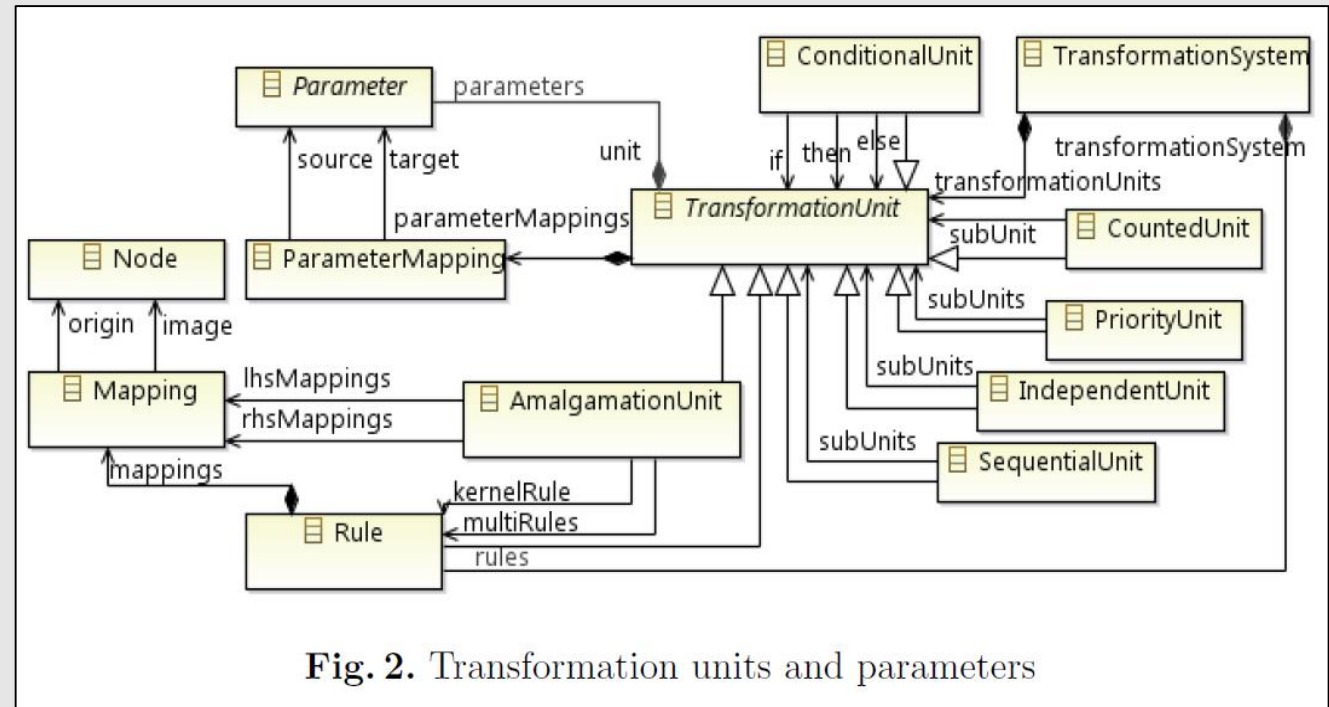 ConditionalUnit
TransformationSystem
Parameter
parameters
source
target
unit
if
then
else
transformationSystem
transformationUnits
TransformationUnit
parameterMappings
CountedUnit
subUnit
Node
ParameterMapping
subUnits
PriorityUnit
origin
image
lhsMappings
subUnits
IndependentUnit
Mapping
AmalgamationUnit
rhsMappings
subUnits
SequentialUnit
mappings
kernelRule
multiRules
Rule
rules
Fig. 2. Transformation units and parameters